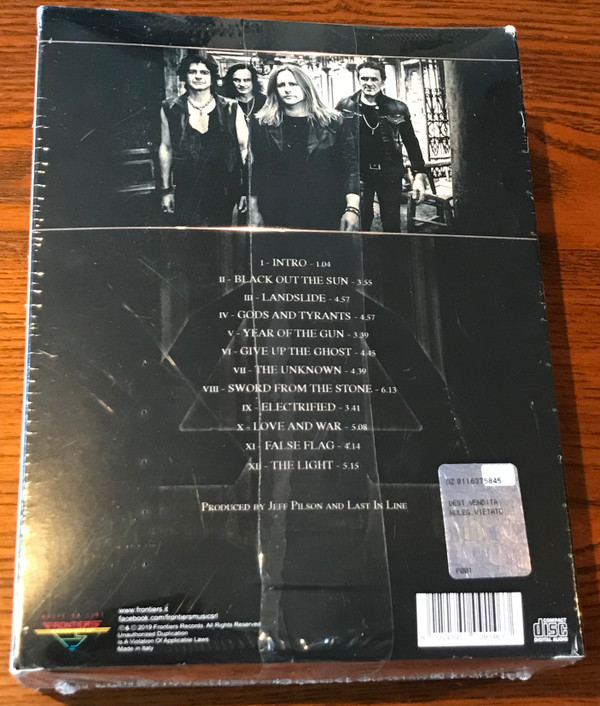 I - INTRO - 1.04
II - BLACK OUT THE SUN - 3:55
III - LANDSLIDE - 4.57
IV - GODS AND TYRANTS - 4.57
V - YEAR OF THE GUN - 3:39
VI - GIVE UP THE GHOST - 4.45
VII - THE UNKNOWN - 4.39
VIII - SWORD FROM THE STONE - 6.13
IX - ELECTRIFIED - 3.41
X - LOVE AND WAR - 5.08
XI - FALSE FLAG - 4.14
XII - THE LIGHT - 5.15
PRODUCED BY JEFF PILSON AND LAST IN LINE
DEST.VENDITA
NOLEG.VIETATO
FRONTIERS
www.frontiers.it
facebook.com/frontiersmusicsrl
℗ & © 2019 Frontiers Records. All Rights Reserved
Unauthorized Duplication
Is A Violation Of Applicable Laws
Made in Italy
COMPACT
disc
DIGITAL AUDIO